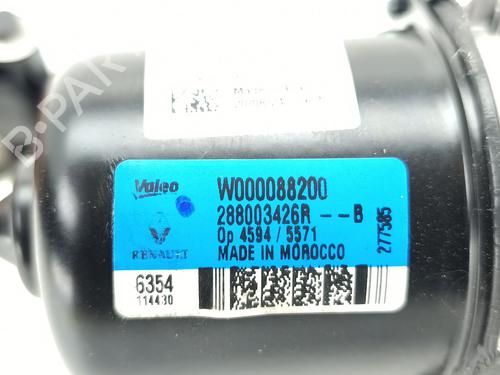 B-PAR
Valeo
W000088200
288003426R -- B
RENAULT
Op 4594 / 5571
MADE IN MOROCCO
277585
6354
114430